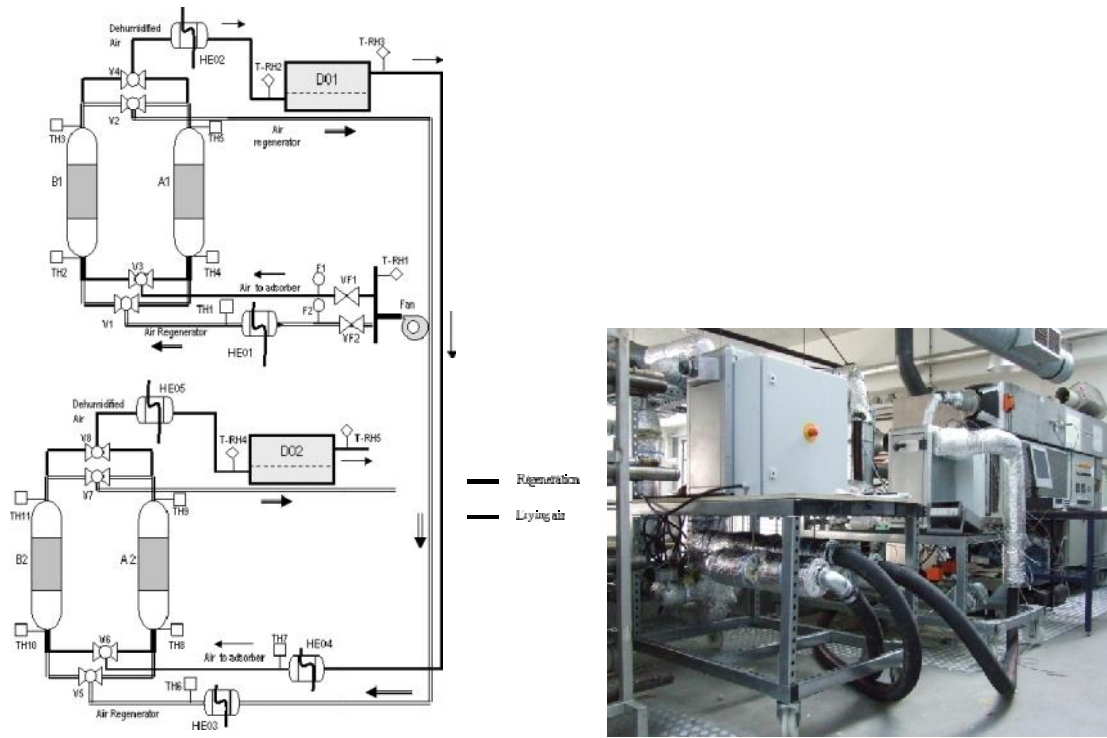 Dehumidified
Air
HE02
T-RH3
T-RH2
D01
V4
V2
TH3
TH5
Air
regenerator
B1
A1
TH2
V3
TH4
F1
T-RH1
Air to adsorber
VF1
TH1
F2
Fan
V1
Air Regenerator
HE01
VF2
HE05
Dehumidified
Air
V8
T-RH4
D02
T-RH5
V7
TH11
TH9
B2
A2
Regeneration
TH10
V6
TH8
TH7
HE04
Air to adsorber
V5
TH6
Air Regenerator
HE03